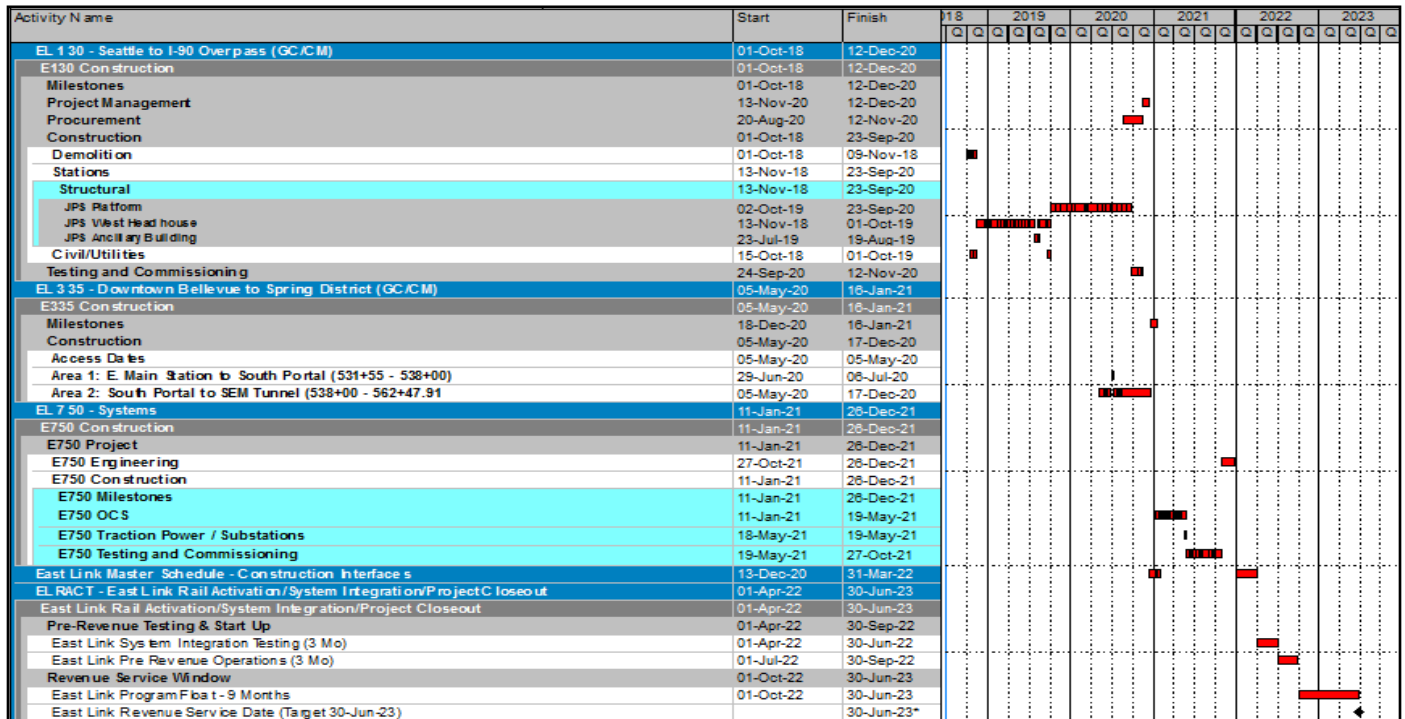 Activity Name Start Finish 18 2019 2020 2021 2022 2023
Q Q Q Q Q Q Q Q Q Q Q Q Q Q Q Q Q Q Q Q Q Q
EL130 - Seattle to I-90 Overpass (GC/CM) 01-Oct-18 12-Dec-20
E130 Construction 01-Oct-18 12-Dec-20
Milestones 01-Oct-18 12-Dec-20
Project Management 13-Nov-20 12-Dec-20
Procurement 20-Aug-20 12-Nov-20
Construction 01-Oct-18 23-Sep-20
Demolition 01-Oct-18 09-Nov-18
Stations 13-Nov-18 23-Sep-20
Structural 13-Nov-18 23-Sep-20
JPS Platform 02-Oct-19 23-Sep-20
JPS West Head house 13-Nov-18 01-Oct-19
JPS Ancillary Building 23-Jul-19 19-Aug-19
Civil/Utilities 15-Oct-18 01-Oct-19
Testing and Commissioning 24-Sep-20 12-Nov-20
EL335 - Downtown Bellevue to Spring District (GC/CM) 05-May-20 16-Jan-21
E335 Construction 05-May-20 16-Jan-21
Milestones 18-Dec-20 16-Jan-21
Construction 05-May-20 17-Dec-20
Access Dates 05-May-20 05-May-20
Area 1: E. Main Station to South Portal (531+55 - 538+00) 29-Jun-20 06-Jul-20
Area 2: South Portal to SEM Tunnel (538+00 - 562+47.91 05-May-20 17-Dec-20
EL750 - Systems 11-Jan-21 26-Dec-21
E750 Construction 11-Jan-21 26-Dec-21
E750 Project 11-Jan-21 26-Dec-21
E750 Engineering 27-Oct-21 26-Dec-21
E750 Construction 11-Jan-21 26-Dec-21
E750 Milestones 11-Jan-21 26-Dec-21
E750 OCS 11-Jan-21 19-May-21
E750 Traction Power / Substations 18-May-21 19-May-21
E750 Testing and Commissioning 19-May-21 27-Oct-21
East Link Master Schedule - Construction Interfaces 13-Dec-20 31-Mar-22
ELRACT - East Link Rail Activation/System Integration/Project Closeout 01-Apr-22 30-Jun-23
East Link Rail Activation/System Integration/Project Closeout 01-Apr-22 30-Jun-23
Pre-Revenue Testing & Start Up 01-Apr-22 30-Sep-22
East Link System Integration Testing (3 Mo) 01-Apr-22 30-Jun-22
East Link Pre Revenue Operations (3 Mo) 01-Jul-22 30-Sep-22
Revenue Service Window 01-Oct-22 30-Jun-23
East Link Program Float - 9 Months 01-Oct-22 30-Jun-23
East Link Revenue Service Date (Target 30-Jun-23) 30-Jun-23*